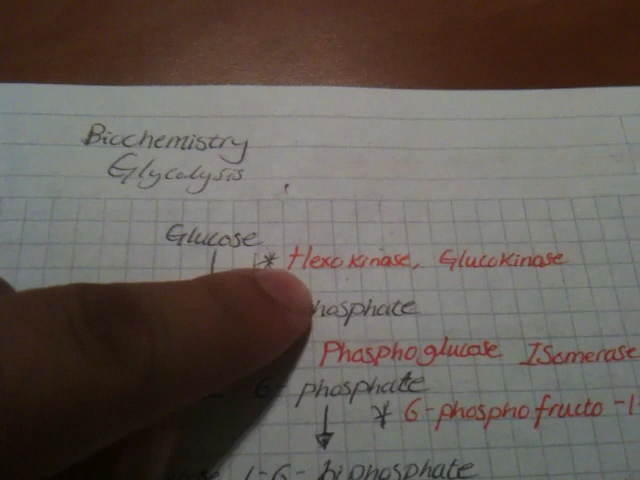 Biochemistry
Glycolysis
Glucose
* Hexokinase, Glucokinase
phosphate
Phosphoglucose Isomerase
6-phosphate
* 6-phosphofructo-1-
1-6-biphosphate